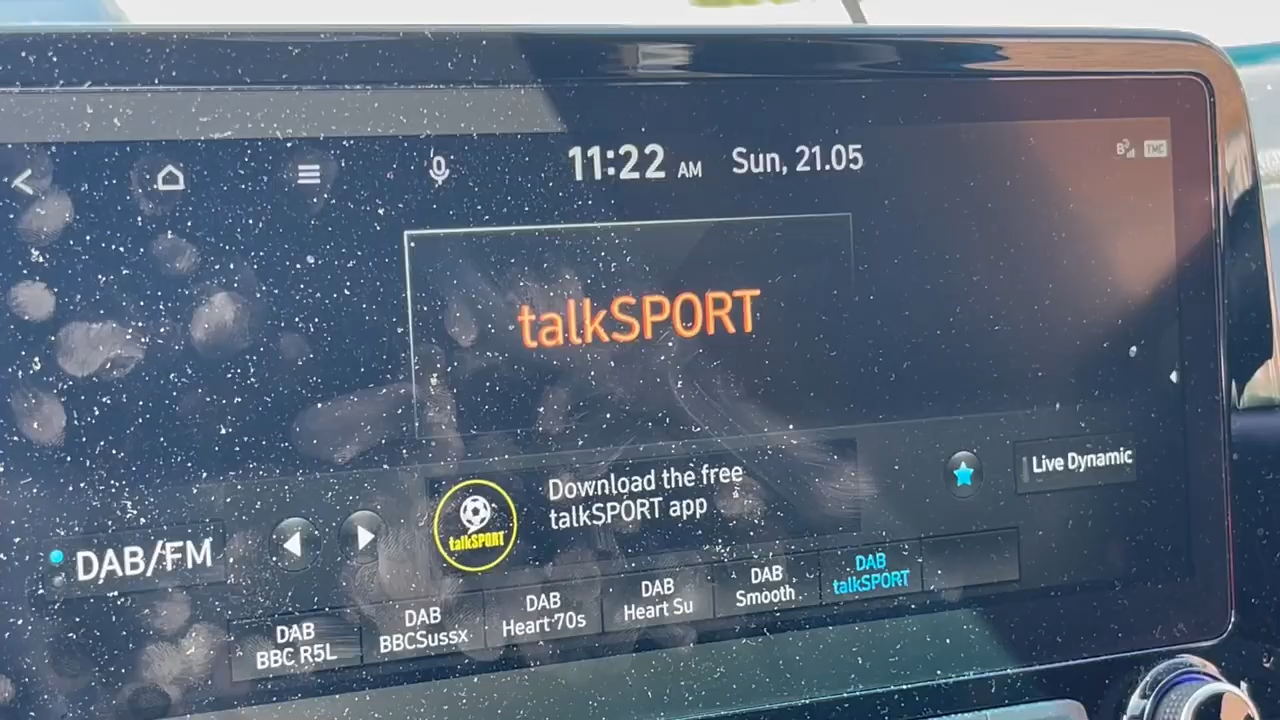 11:22 AM Sun, 21.05
TMC
talkSPORT
Download the free
talkSPORT app
Live Dynamic
talkSPORT
DAB/FM
DAB
BBC R5L
DAB
BBCSussx
DAB
Heart 70s
DAB
Heart Su
DAB
Smooth
DAB
talkSPORT